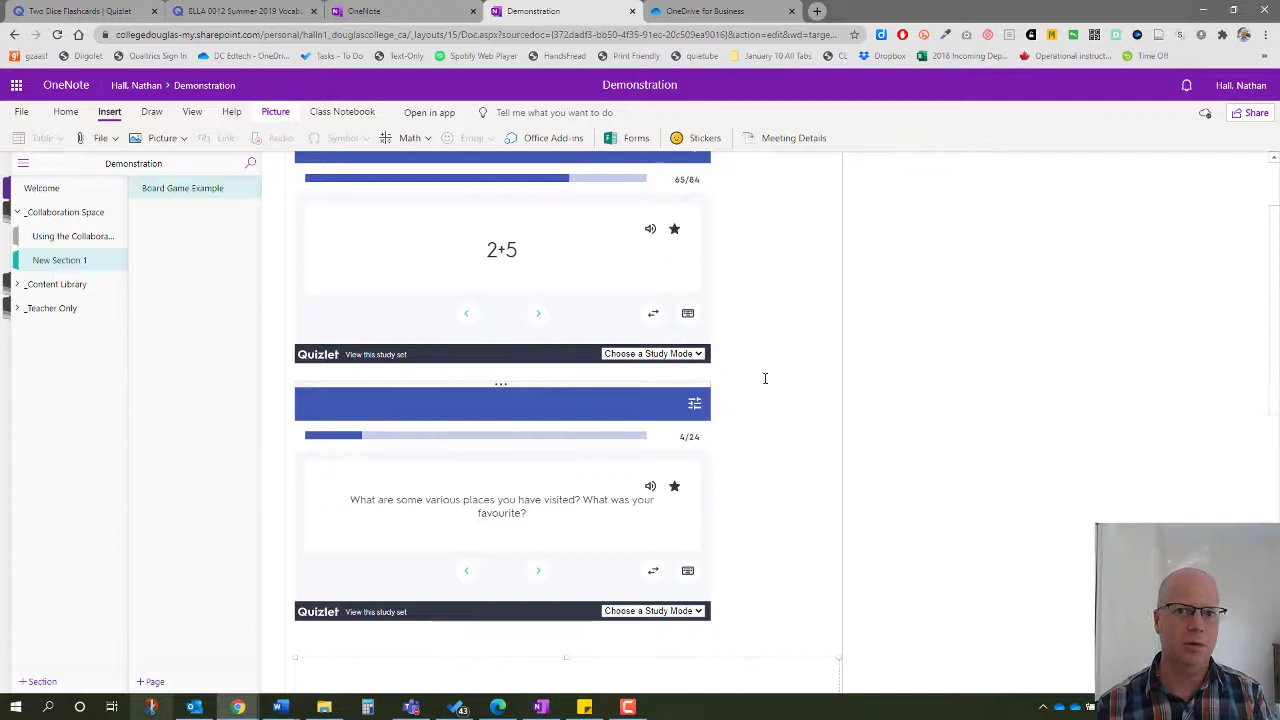 Two Dice Flashcards - Quizlet
ELLA 0012 Summer 2019 Vocabu
OneNote
Demonstration
OneDrive for Business
collegedouglas-my.sharepoint.com/personal/halln1_douglascollege_ca/_layouts/15/Doc.aspx?sourcedoc={372dadf3-bb50-4f35-91ec-20c509ea9016}&action=edit&wd=targe...
gzaasl
Qualtrics Sign In
DC Edtech - OneDri...
To-do - Tasks
Text-Only
Spotify Web Player
HootSuite
Print Friendly
quietube
January 10 All Tabs
CL
Dropbox
2018 Incoming Dep...
Operational instruct...
Time Off
OneNote
Hall, Nathan > Demonstration
Demonstration
Hall, Nathan
File
Home
Insert
Draw
View
Help
Picture
Class Notebook
Open in app
Tell me what you want to do
Share
Table
File
Picture
Link
Audio
Symbol
Math
Emoji
Office Add-ins
Forms
Stickers
Meeting Details
Demonstration
Welcome
Board Game Example
_Collaboration Space
Using the Collabora...
New Section 1
_Content Library
_Teacher Only
65/84
2+5
Quizlet
View this study set
Choose a Study Mode
4/24
What are some various places you have visited? What was your
favourite?
Quizlet
View this study set
Choose a Study Mode
+ Section
+ Page
43